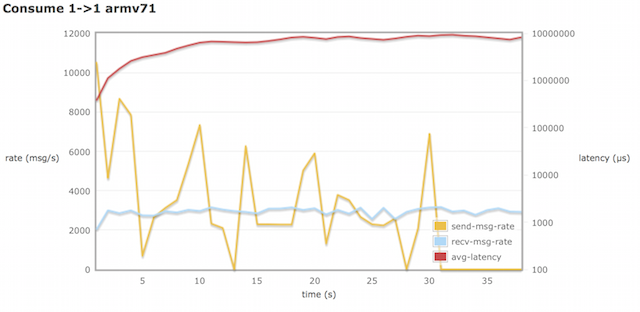 Consume 1->1 armv71
12000
10000
8000
6000
4000
2000
0
rate (msg/s)
10000000
1000000
100000
10000
1000
100
latency (µs)
send-msg-rate
recv-msg-rate
avg-latency
5
10
15
20
25
30
35
time (s)